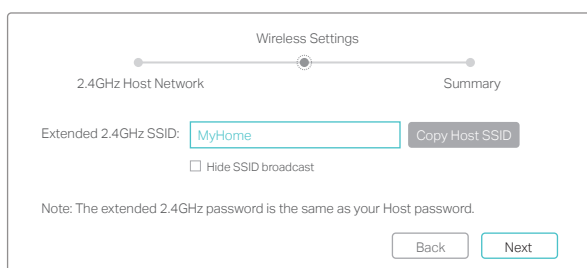 Wireless Settings
2.4GHz Host Network
Summary
Extended 2.4GHz SSID: MyHome Copy Host SSID
Hide SSID broadcast
Note: The extended 2.4GHz password is the same as your Host password.
Back Next